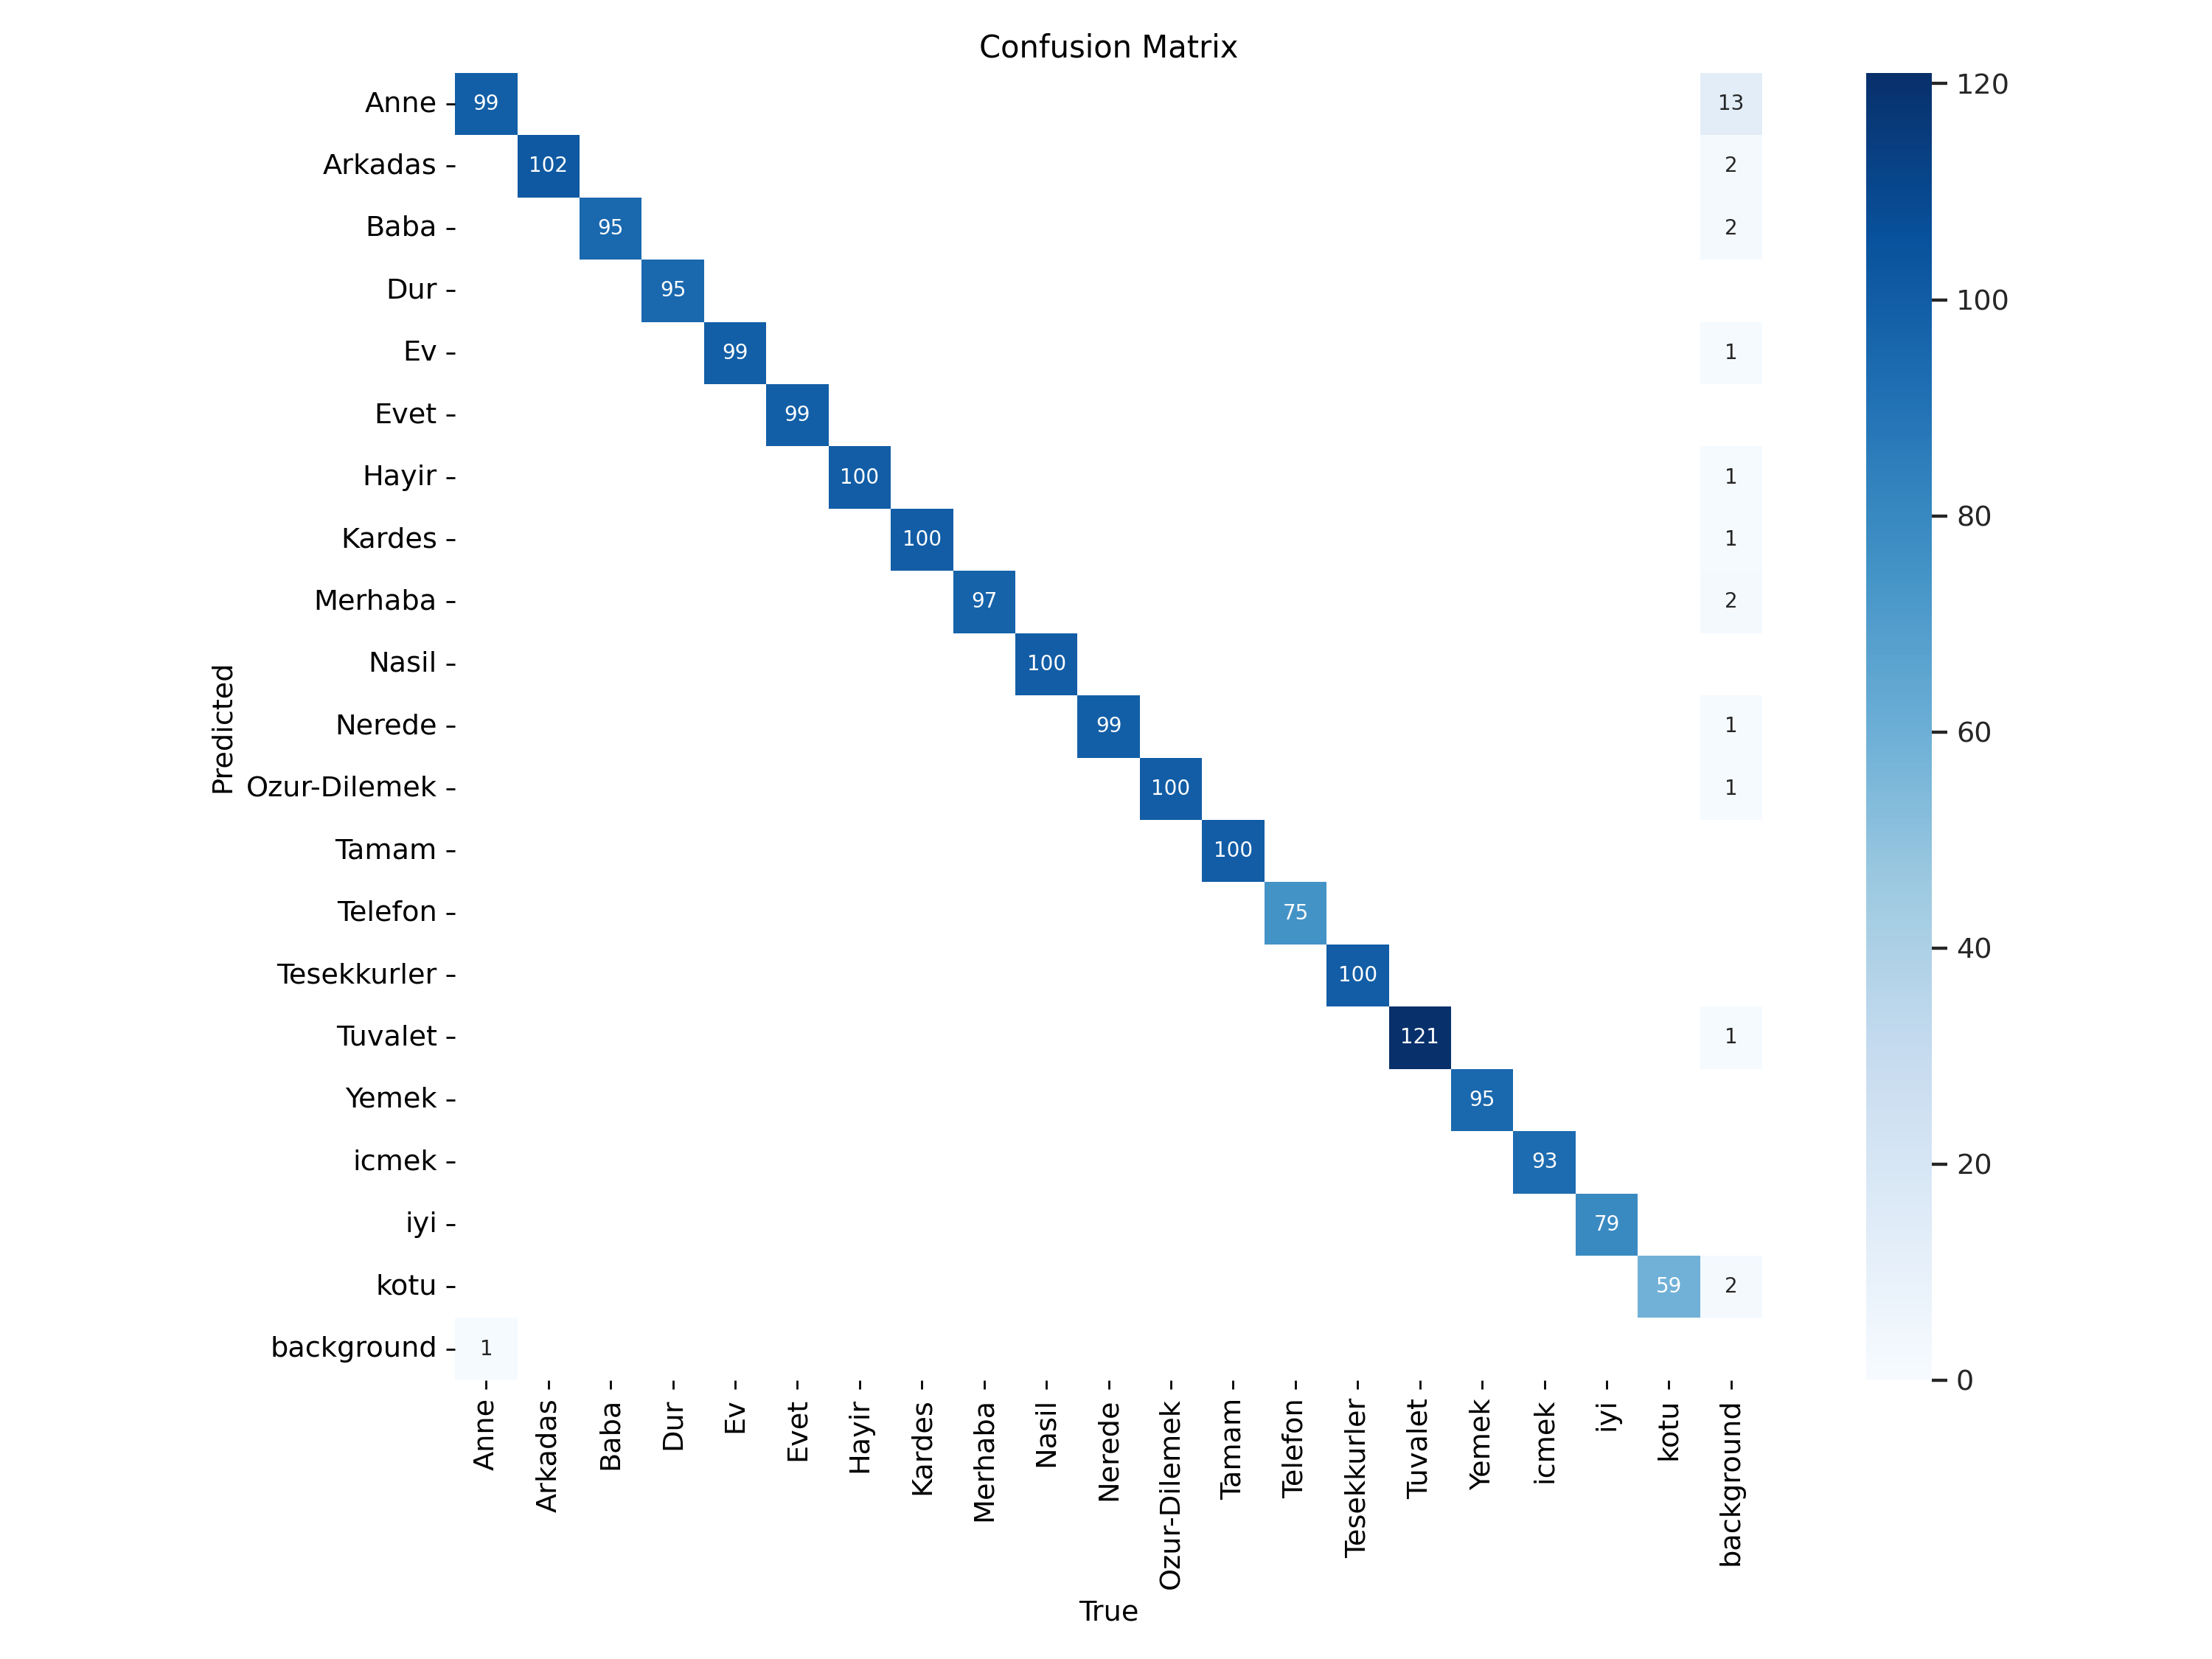 Confusion Matrix
Anne 99 13
Arkadas 102 2
Baba 95 2
Dur 95
Ev 99 1
Evet 99
Hayir 100 1
Kardes 100 1
Merhaba 97 2
Nasil 100
Nerede 99 1
Ozur-Dilemek 100 1
Tamam 100
Telefon 75
Tesekkurler 100
Tuvalet 121 1
Yemek 95
icmek 93
iyi 79
kotu 59 2
background 1
Predicted
Anne Arkadas Baba Dur Ev Evet Hayir Kardes Merhaba Nasil Nerede Ozur-Dilemek Tamam Telefon Tesekkurler Tuvalet Yemek icmek iyi kotu background
True
120
100
80
60
40
20
0